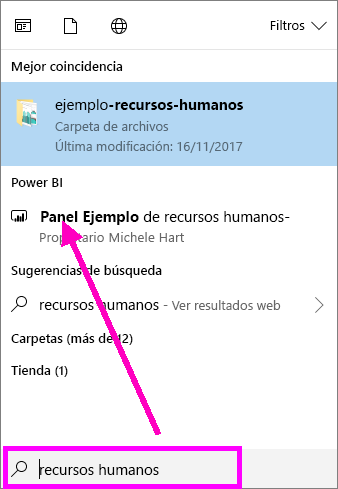 Filtros
Mejor coincidencia
ejemplo-recursos-humanos
Carpeta de archivos
Última modificación: 16/11/2017
Power BI
Panel Ejemplo de recursos humanos-
Propietario Michele Hart
Sugerencias de búsqueda
recursos humanos - Ver resultados web
Carpetas (más de 12)
Tienda (1)
recursos humanos